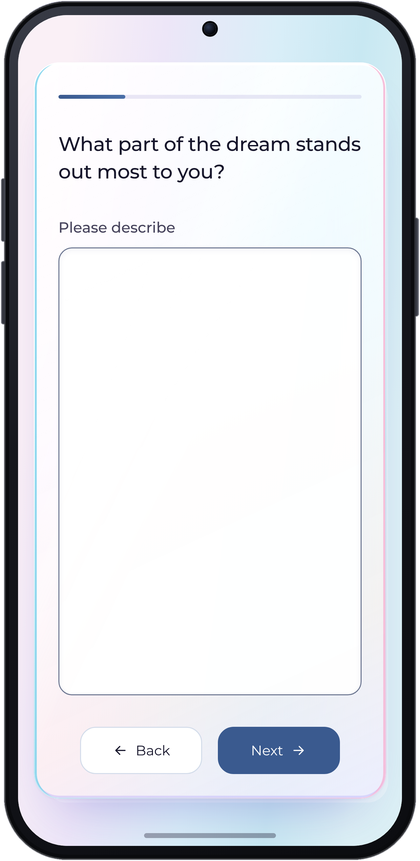 What part of the dream stands
out most to you?
Please describe
← Back
Next →